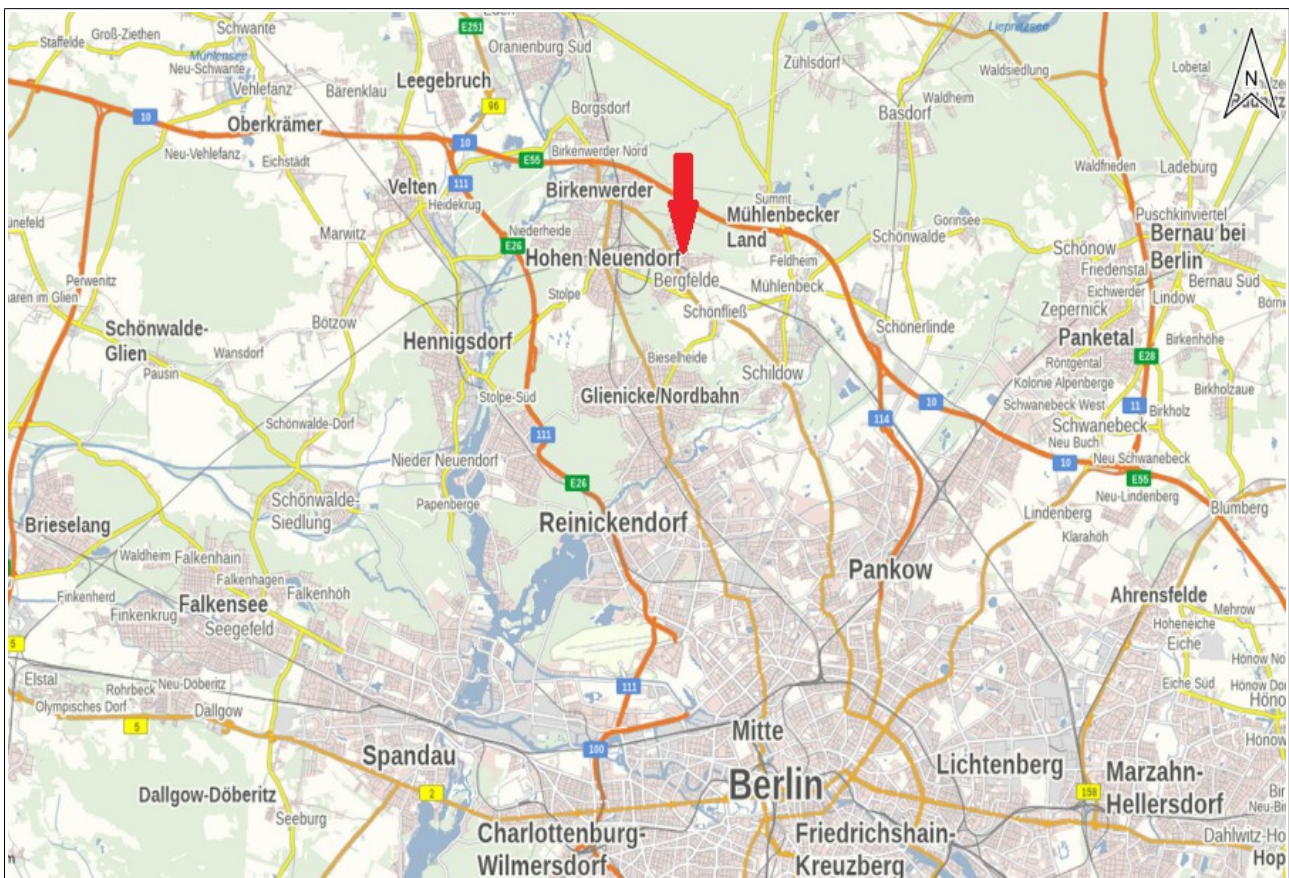 Eden
Schwante
Groß-Ziethen
Staffelde
E251
Oranienburg Süd
Liepnitzsee
Mühlensee
Neu-Schwante
Vehlefanz
Bärenklau
Leegebruch
Zühlsdorf
Waldsiedlung
Lobetal
N
96
Borgsdorf
Waldheim
Basdorf
10
Oberkrämer
10
Neu-Vehlefanz
Eichstädt
E55
Birkenwerder Nord
Waldfrieden
Ladeburg
Velten
111
Birkenwerder
Heidekrug
Summt
Mühlenbecker
Land
Puschkinviertel
Bernau bei
Berlin
Gorinsee
Schönwalde
Schönow
Marwitz
Niederheide
E26
Hohen Neuendorf
Feldheim
Friedenstal
Perwenitz
Bergfelde
Mühlenbeck
Eichwerder
Bernau Süd
Lindow
Stolpe
Zepernick
Schönfließ
Bötzow
Schönerlinde
Schönwalde-
Glien
Hennigsdorf
Panketal
Birkenhöhe
Wansdorf
Bieselheide
E28
Pausin
Schildow
Röntgental
Kolonie Alpenberge
Birkholzaue
Stolpe-Süd
Glienicke/Nordbahn
10
Schwanebeck West
11
Birkholz
Schönwalde-Dorf
111
114
Schwanebeck
Neu Buch
Nieder Neuendorf
10
Neu Schwanebeck
E26
E55
Schönwalde-
Siedlung
Papenberge
Neu-Lindenberg
Blumberg
Lindenberg
Brieselang
Reinickendorf
Klarahöh
Waldheim
Falkenhain
Pankow
Falkenhagen
Finkenherd
Falkenhöh
Ahrensfelde
Finkenkrug
Falkensee
Mehrow
Seegefeld
Hoheneiche
Eiche
5
Elstal
Neu-Döberitz
Rohrbeck
111
Eiche Süd
Olympisches Dorf
Dallgow
5
Mitte
100
Spandau
Lichtenberg
Marzahn-
Hellersdorf
Berlin
Dallgow-Döberitz
2
158
Seeburg
Charlottenburg-
Wilmersdorf
Friedrichshain-
Kreuzberg